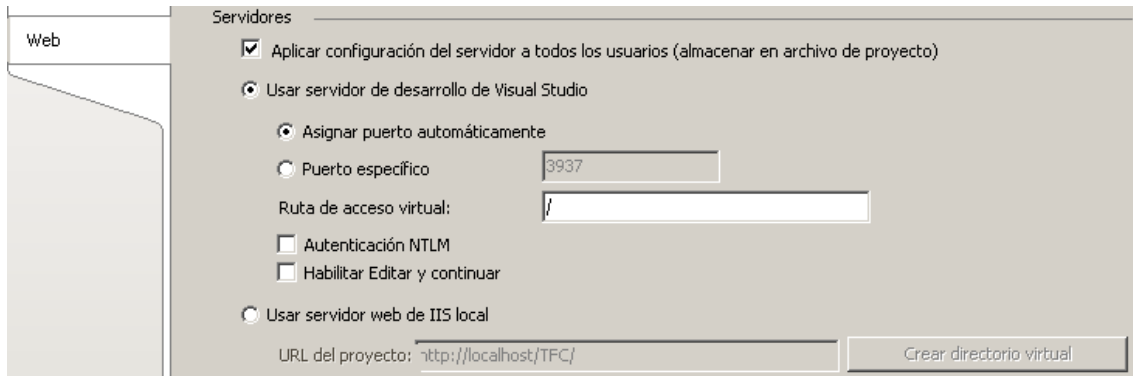 Servidores
Web
Aplicar configuración del servidor a todos los usuarios (almacenar en archivo de proyecto)
Usar servidor de desarrollo de Visual Studio
Asignar puerto automáticamente
Puerto específico 3937
Ruta de acceso virtual: /
Autenticación NTLM
Habilitar Editar y continuar
Usar servidor web de IIS local
URL del proyecto: http://localhost/TFC/ Crear directorio virtual